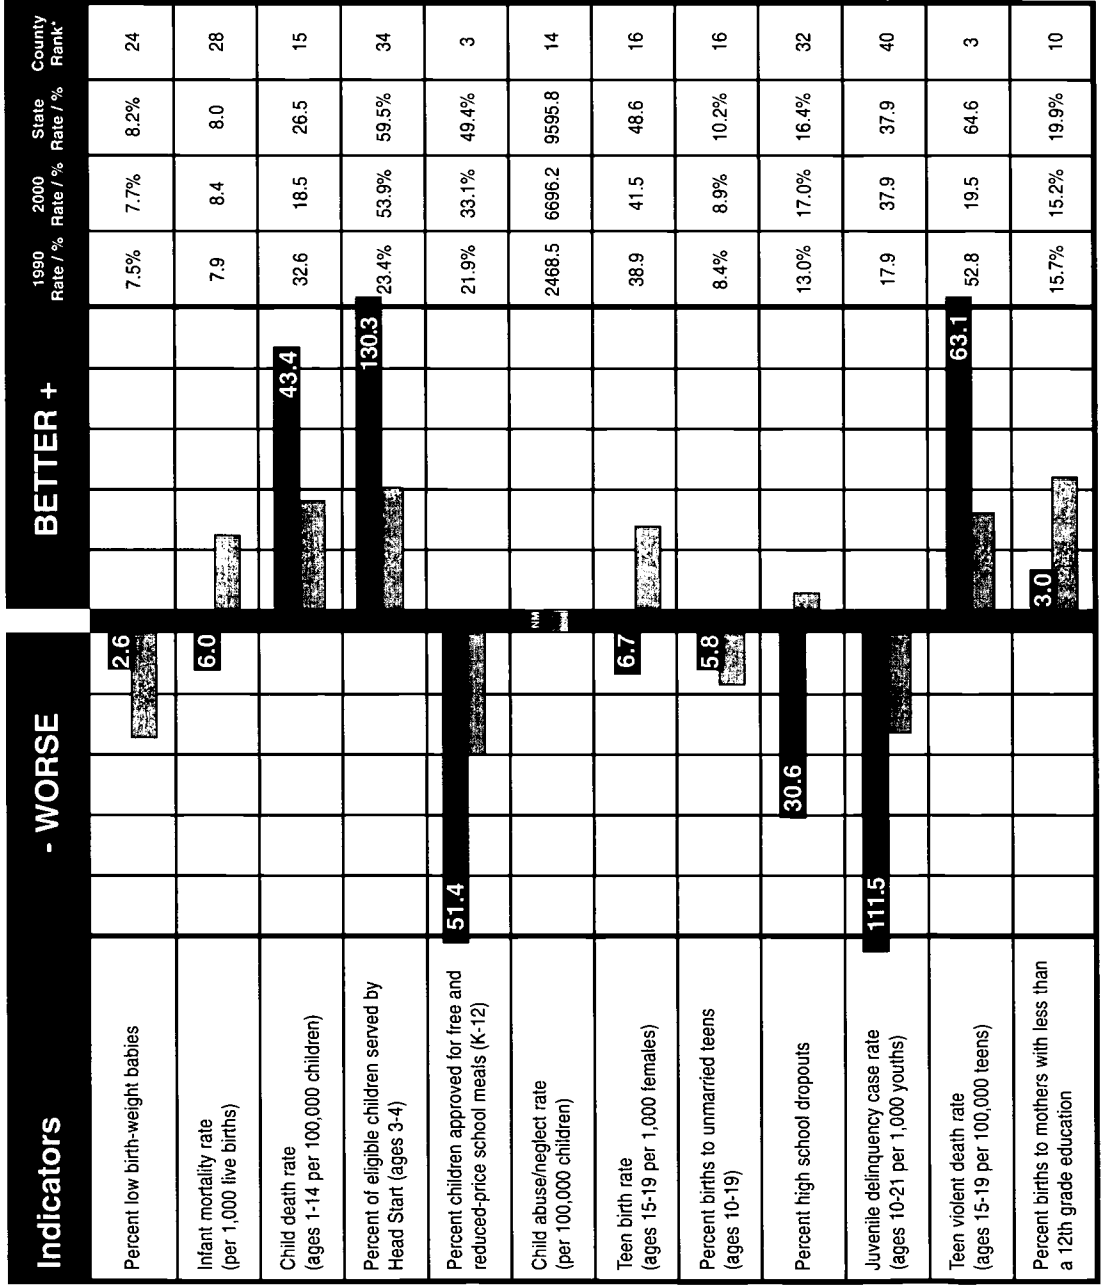 Indicators
- WORSE
BETTER +
1990
Rate / %
2000
Rate / %
State
Rate / %
County
Rank*
Percent low birth-weight babies
2.6
7.5%
7.7%
8.2%
24
Infant mortality rate
(per 1,000 live births)
6.0
7.9
8.4
8.0
28
Child death rate
(ages 1-14 per 100,000 children)
43.4
32.6
18.5
26.5
15
Percent of eligible children served by
Head Start (ages 3-4)
130.3
23.4%
53.9%
59.5%
34
Percent children approved for free and
reduced-price school meals (K-12)
51.4
21.9%
33.1%
49.4%
3
Child abuse/neglect rate
(per 100,000 children)
NM
2468.5
6696.2
9595.8
14
Teen birth rate
(ages 15-19 per 1,000 females)
6.7
38.9
41.5
48.6
16
Percent births to unmarried teens
(ages 10-19)
5.8
8.4%
8.9%
10.2%
16
Percent high school dropouts
30.6
13.0%
17.0%
16.4%
32
Juvenile delinquency case rate
(ages 10-21 per 1,000 youths)
111.5
17.9
37.9
37.9
40
Teen violent death rate
(ages 15-19 per 100,000 teens)
63.1
52.8
19.5
64.6
3
Percent births to mothers with less than
a 12th grade education
3.0
15.7%
15.2%
19.9%
10